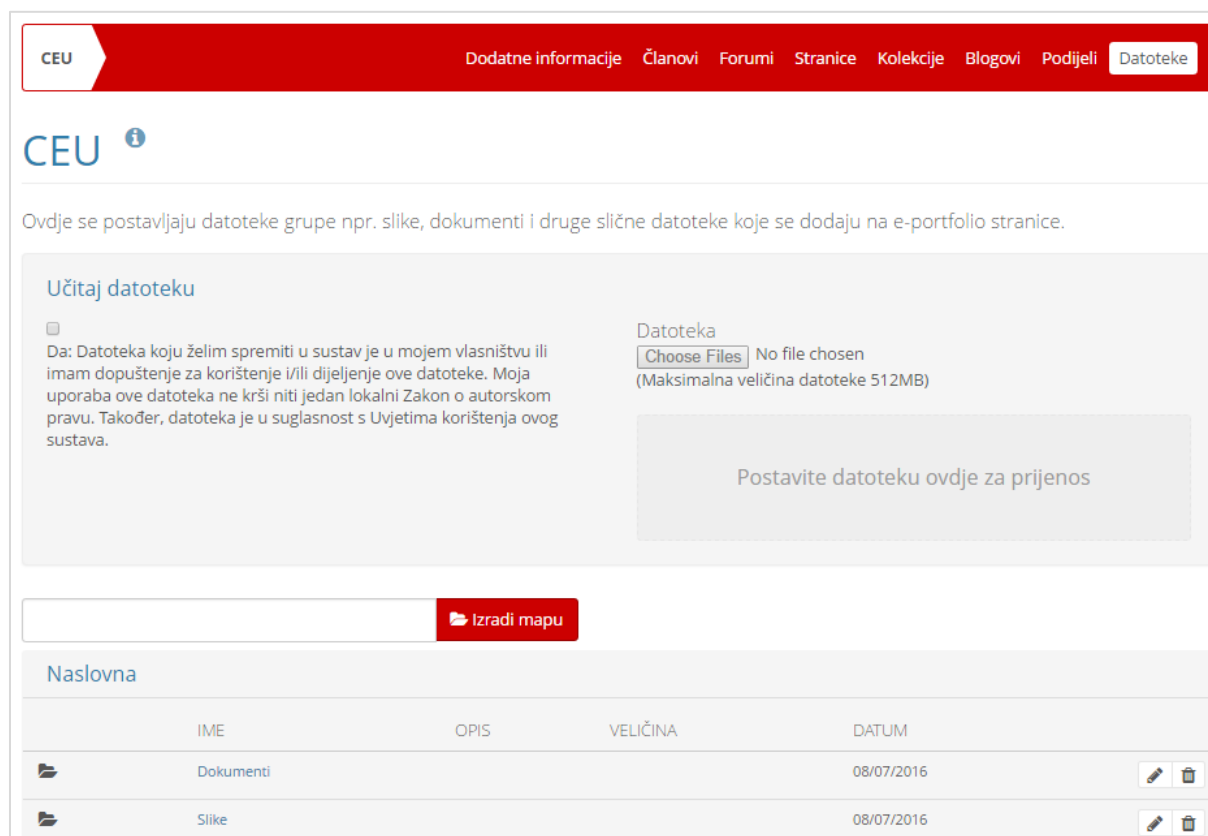 CEU Dodatne informacije Članovi Forumi Stranice Kolekcije Blogovi Podijeli Datoteke
CEU
Ovdje se postavljaju datoteke grupe npr. slike, dokumenti i druge slične datoteke koje se dodaju na e-portfolio stranice.
Učitaj datoteku
Da: Datoteka koju želim spremiti u sustav je u mojem vlasništvu ili
imam dopuštenje za korištenje i/ili dijeljenje ove datoteke. Moja
uporaba ove datoteka ne krši niti jedan lokalni Zakon o autorskom
pravu. Također, datoteka je u suglasnost s Uvjetima korištenja ovog
sustava.
Datoteka
Choose Files No file chosen
(Maksimalna veličina datoteke 512MB)
Postavite datoteku ovdje za prijenos
Izradi mapu
Naslovna
IME OPIS VELIČINA DATUM
Dokumenti 08/07/2016
Slike 08/07/2016